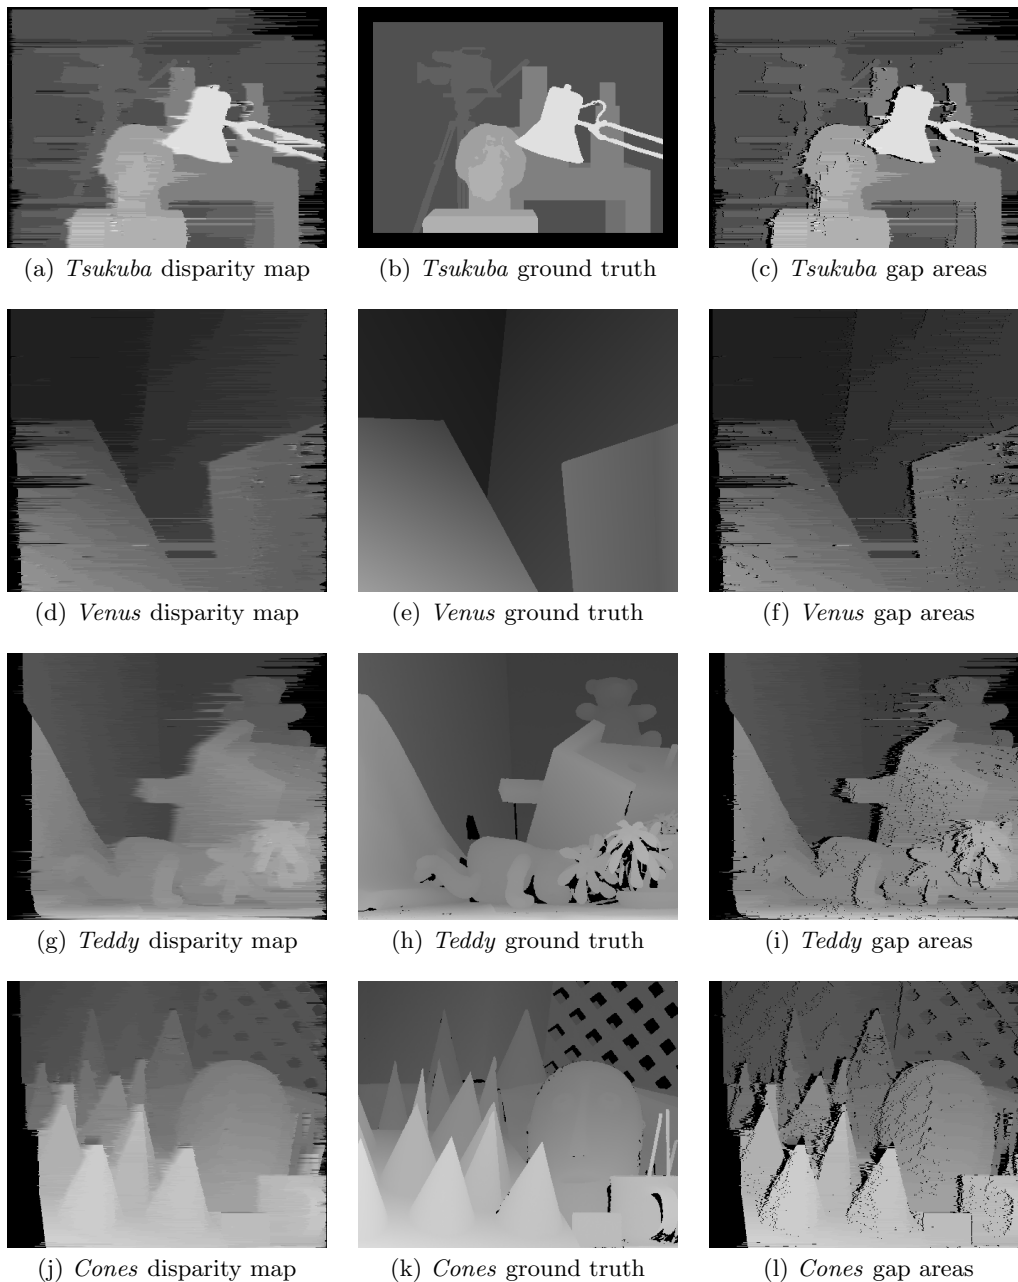 (a) Tsukuba disparity map
(b) Tsukuba ground truth
(c) Tsukuba gap areas
(d) Venus disparity map
(e) Venus ground truth
(f) Venus gap areas
(g) Teddy disparity map
(h) Teddy ground truth
(i) Teddy gap areas
(j) Cones disparity map
(k) Cones ground truth
(l) Cones gap areas